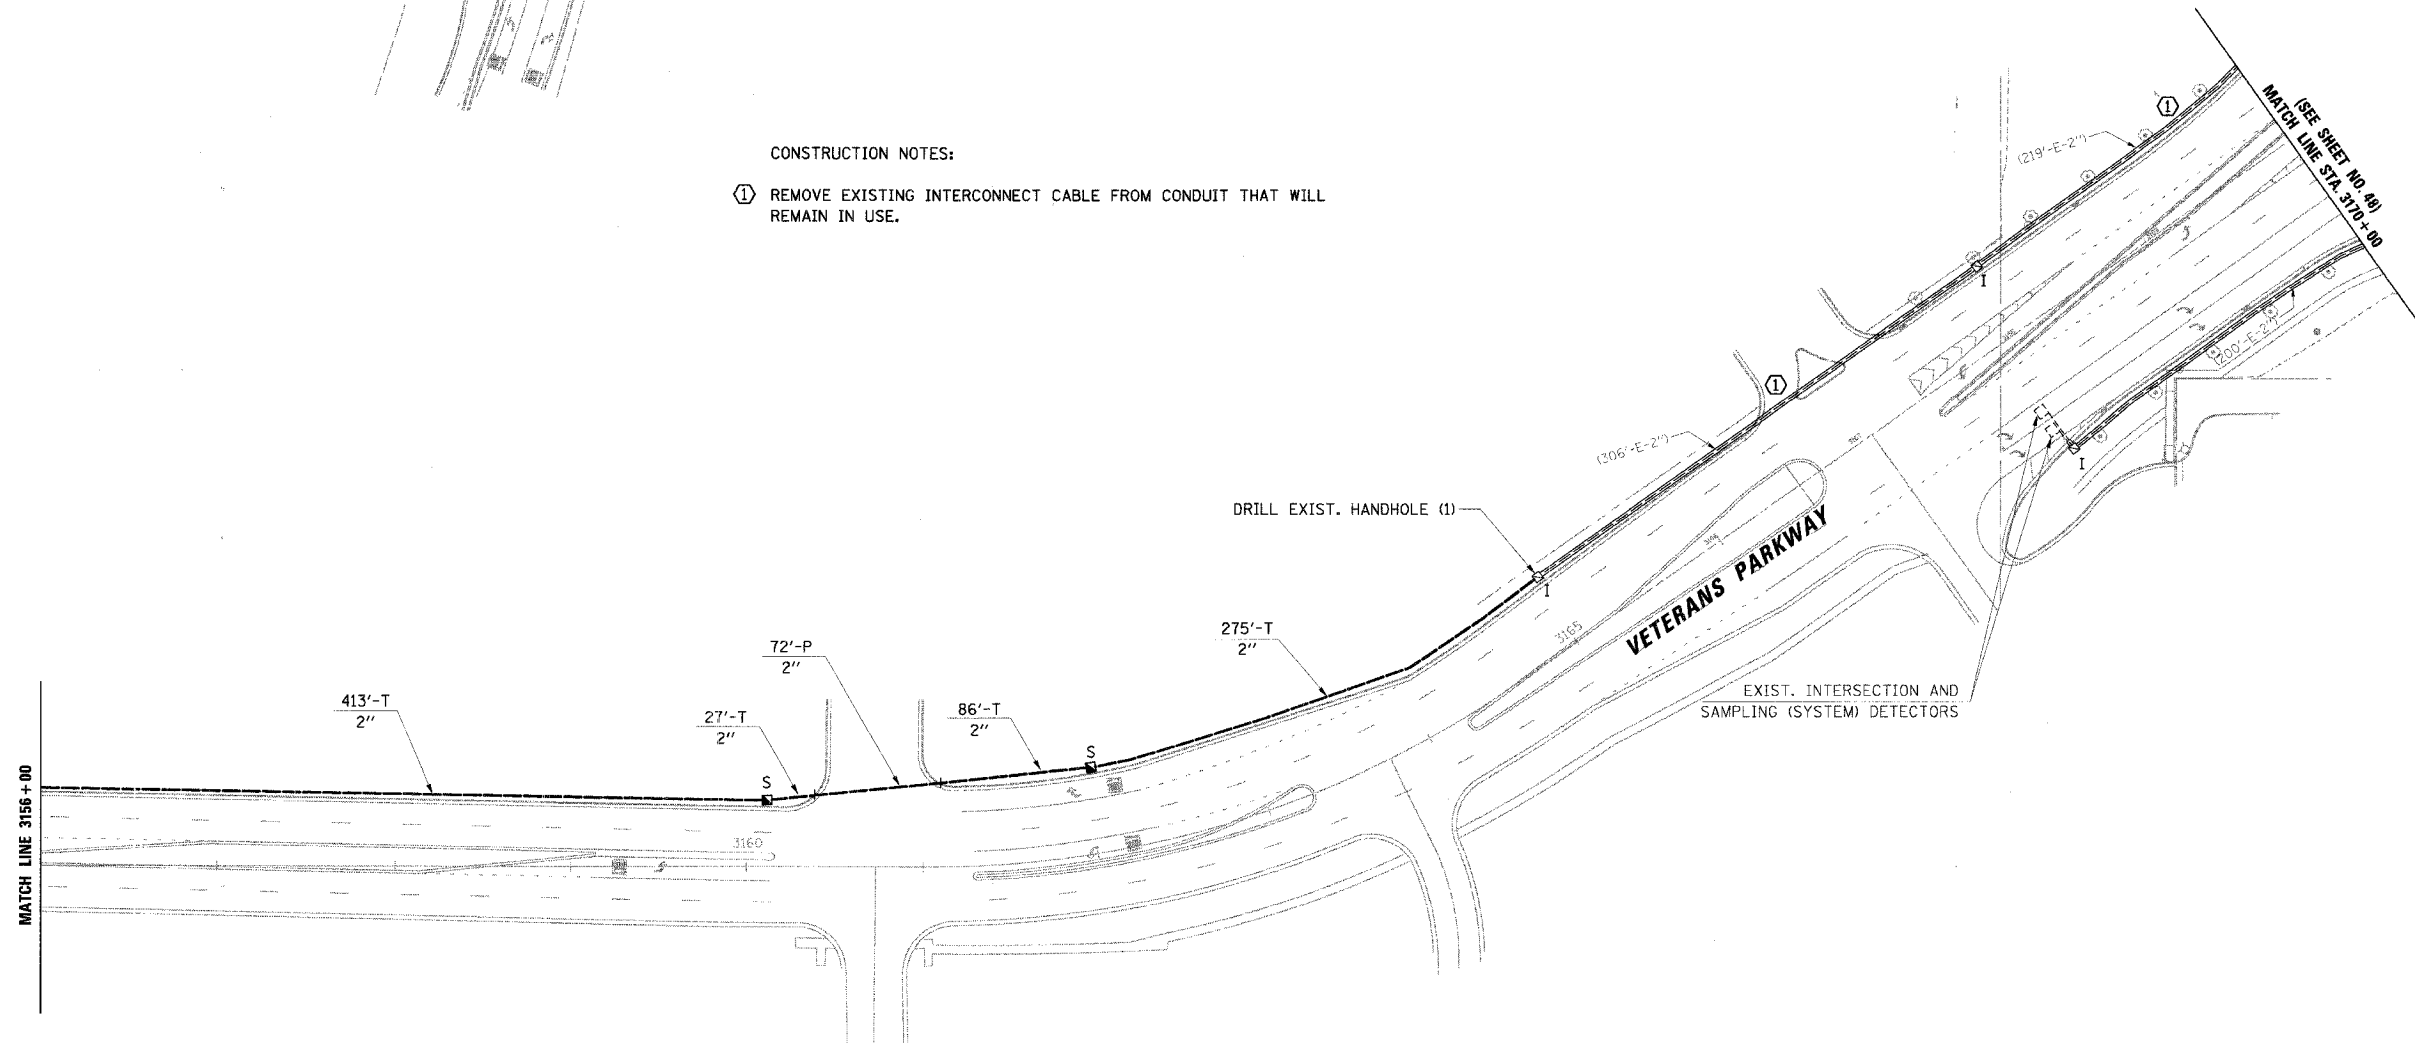 CONSTRUCTION NOTES:
1 REMOVE EXISTING INTERCONNECT CABLE FROM CONDUIT THAT WILL
REMAIN IN USE.
1
(219'-E-2")
(SEE SHEET NO. 48)
MATCH LINE STA. 3170+00
I
(200'-E-2")
1
(306'-E-2")
I
DRILL EXIST. HANDHOLE (1)
I
VETERANS PARKWAY
3165
275'-T
2"
72'-P
2"
EXIST. INTERSECTION AND
SAMPLING (SYSTEM) DETECTORS
413'-T
2"
27'-T
2"
86'-T
2"
S
S
3160
MATCH LINE 3156+00